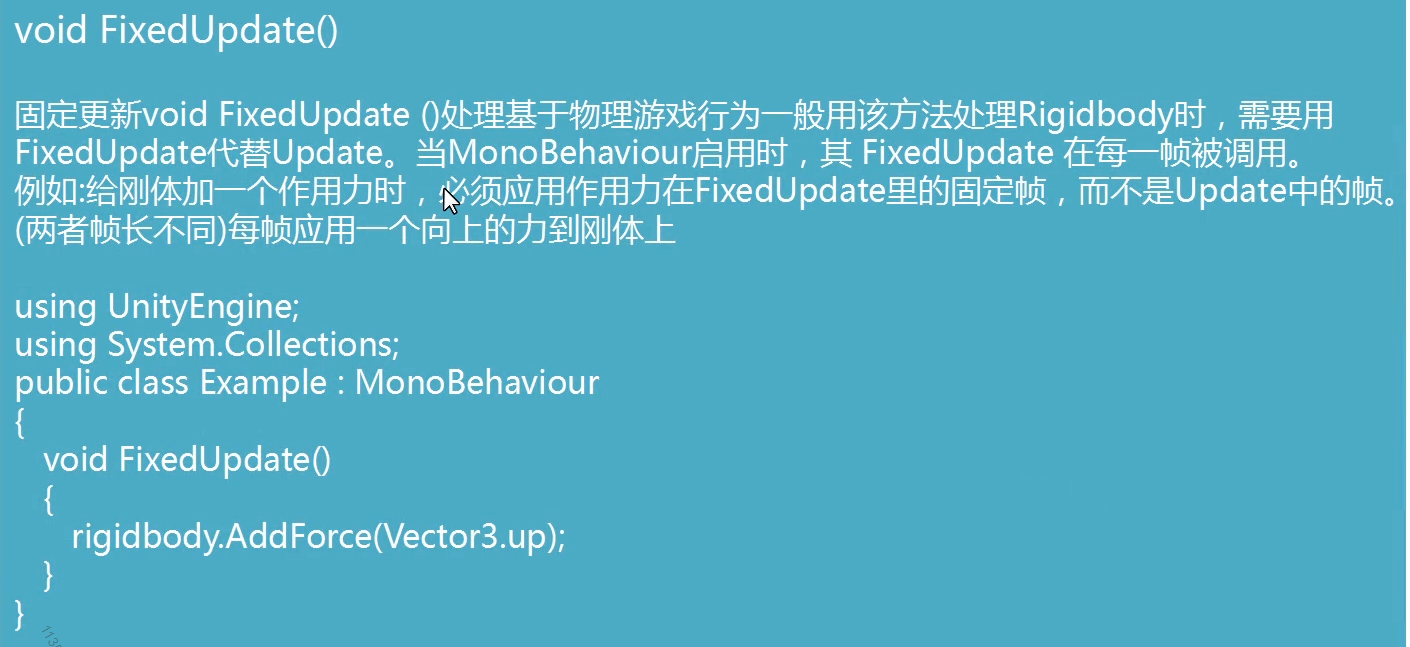 void FixedUpdate()
固定更新void FixedUpdate ()处理基于物理游戏行为一般用该方法处理Rigidbody时，需要用
FixedUpdate代替Update。当MonoBehaviour启用时，其 FixedUpdate 在每一帧被调用。
例如:给刚体加一个作用力时，必须应用作用力在FixedUpdate里的固定帧，而不是Update中的帧。
(两者帧长不同)每帧应用一个向上的力到刚体上
using UnityEngine;
using System.Collections;
public class Example : MonoBehaviour
{
void FixedUpdate()
{
rigidbody.AddForce(Vector3.up);
}
}